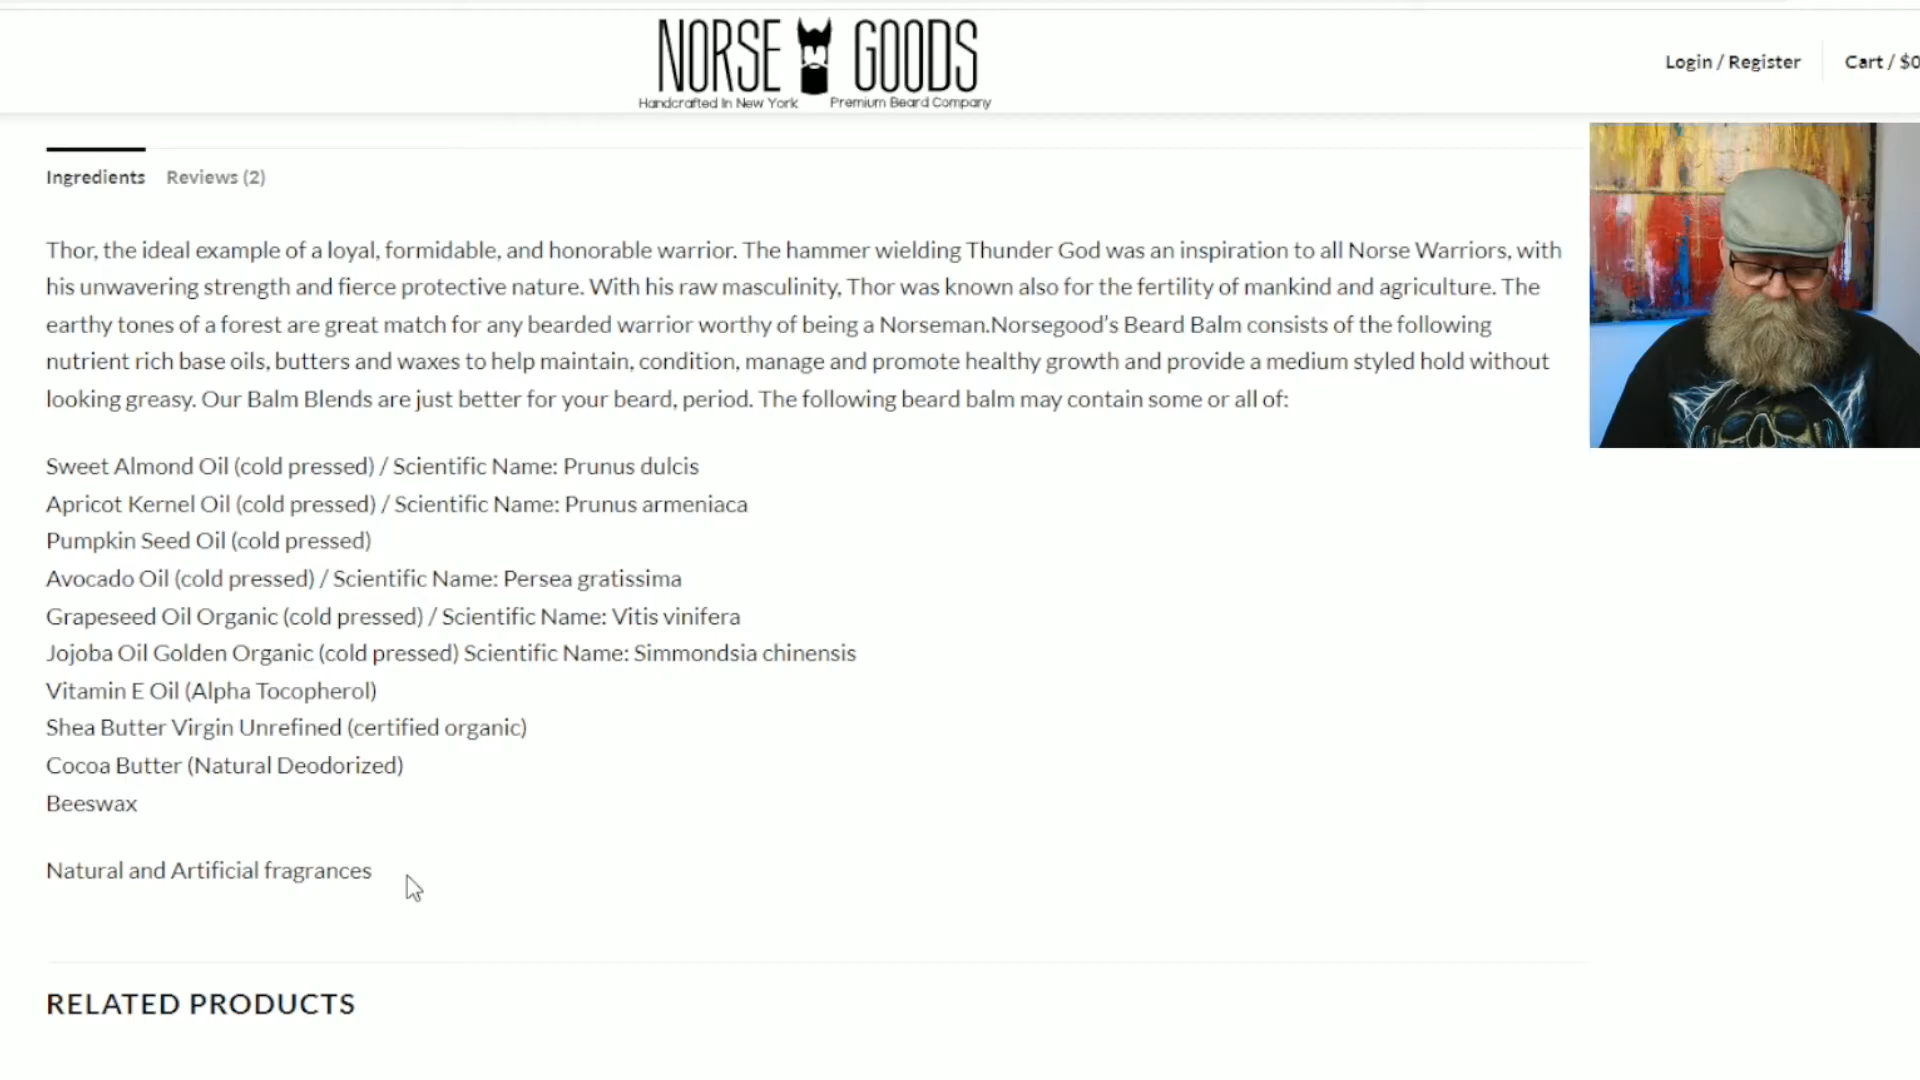 NORSE GOODS
Handcrafted In New York Premium Beard Company
Login / Register
Cart / $0
Ingredients Reviews (2)
Thor, the ideal example of a loyal, formidable, and honorable warrior. The hammer wielding Thunder God was an inspiration to all Norse Warriors, with
his unwavering strength and fierce protective nature. With his raw masculinity, Thor was known also for the fertility of mankind and agriculture. The
earthy tones of a forest are great match for any bearded warrior worthy of being a Norseman.Norsegood's Beard Balm consists of the following
nutrient rich base oils, butters and waxes to help maintain, condition, manage and promote healthy growth and provide a medium styled hold without
looking greasy. Our Balm Blends are just better for your beard, period. The following beard balm may contain some or all of:
Sweet Almond Oil (cold pressed) / Scientific Name: Prunus dulcis
Apricot Kernel Oil (cold pressed) / Scientific Name: Prunus armeniaca
Pumpkin Seed Oil (cold pressed)
Avocado Oil (cold pressed) / Scientific Name: Persea gratissima
Grapeseed Oil Organic (cold pressed) / Scientific Name: Vitis vinifera
Jojoba Oil Golden Organic (cold pressed) Scientific Name: Simmondsia chinensis
Vitamin E Oil (Alpha Tocopherol)
Shea Butter Virgin Unrefined (certified organic)
Cocoa Butter (Natural Deodorized)
Beeswax
Natural and Artificial fragrances
RELATED PRODUCTS